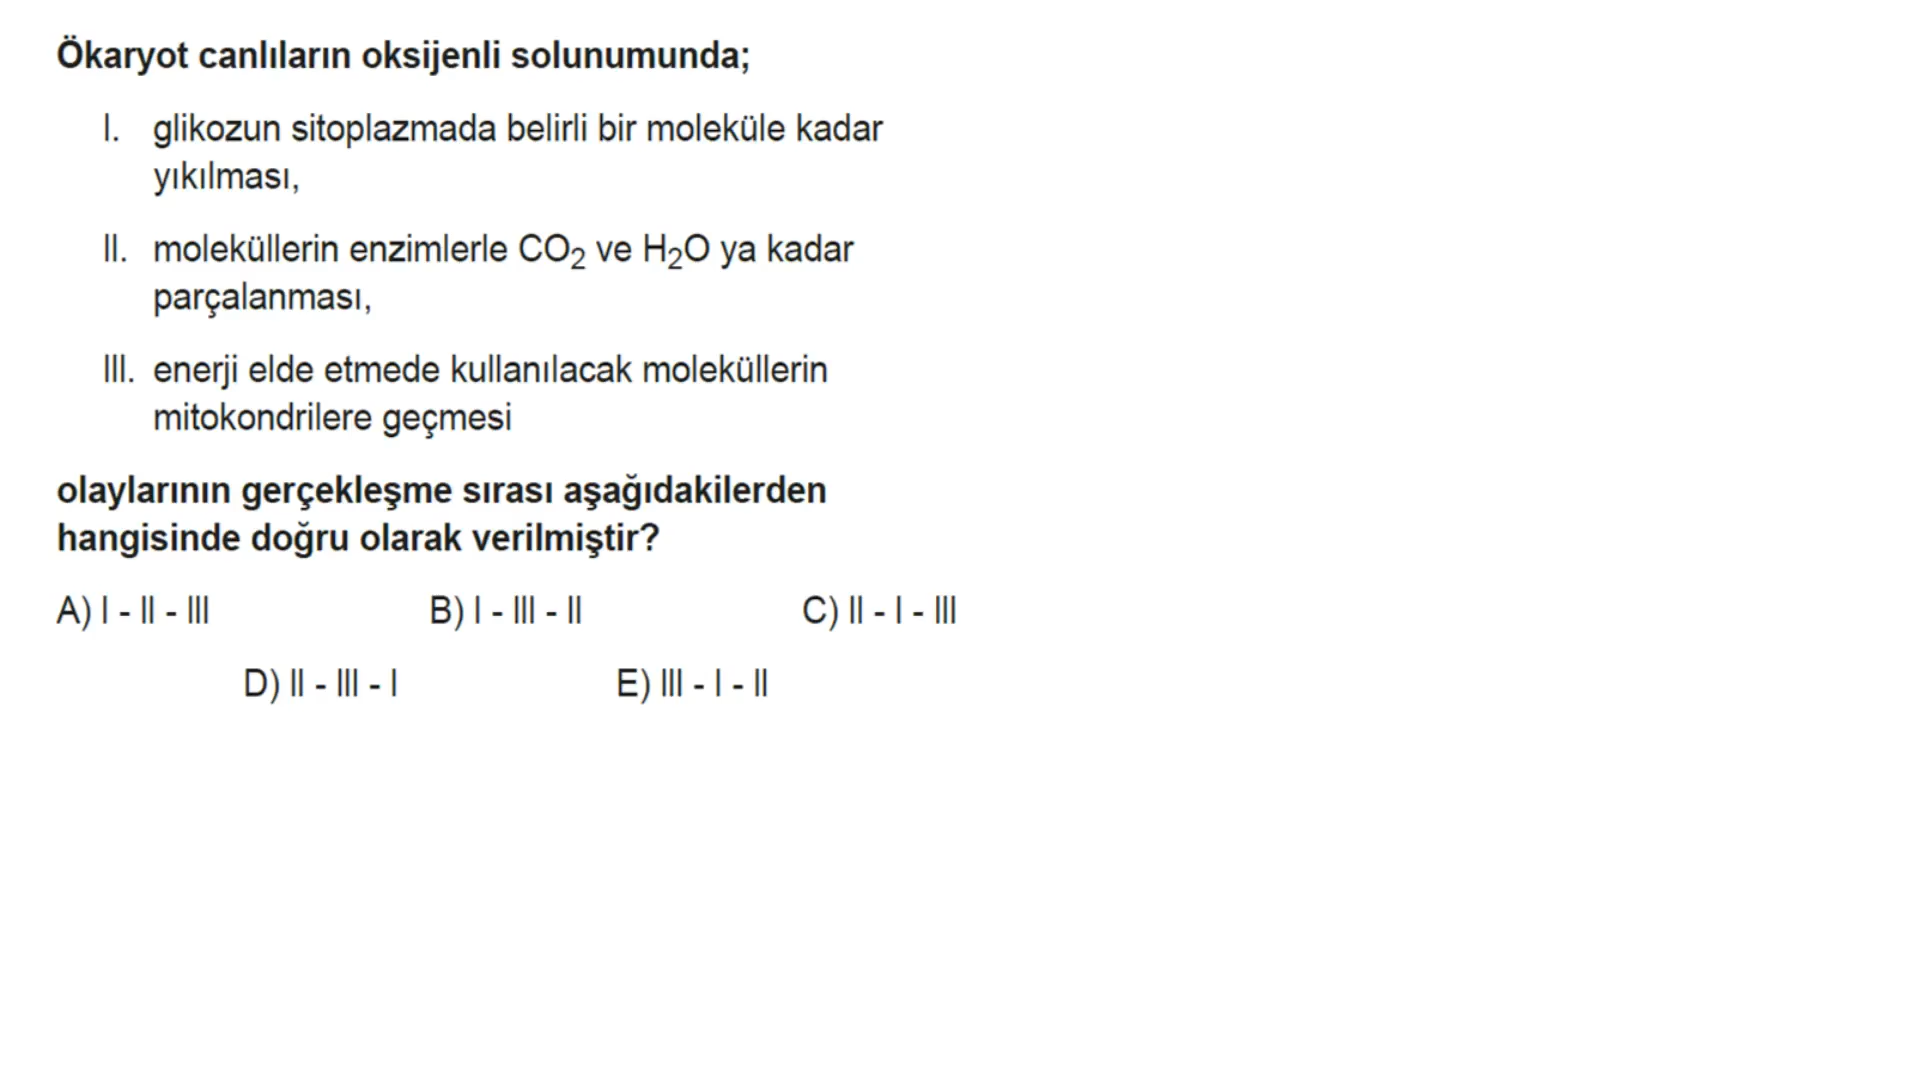 Ökaryot canlıların oksijenli solunumunda;
I. glikozun sitoplazmada belirli bir moleküle kadar
yıkılması,
II. moleküllerin enzimlerle CO₂ ve H₂O ya kadar
parçalanması,
III. enerji elde etmede kullanılacak moleküllerin
mitokondrilere geçmesi
olaylarının gerçekleşme sırası aşağıdakilerden
hangisinde doğru olarak verilmiştir?
A) I - II - III B) I - III - II C) II - I - III
D) II - III - I E) III - I - II